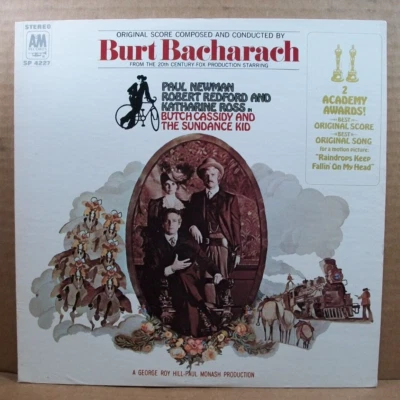 STEREO
A&M
RECORDS
SP 4227
ORIGINAL SCORE COMPOSED AND CONDUCTED BY
Burt Bacharach
FROM THE 20TH CENTURY FOX PRODUCTION STARRING
PAUL NEWMAN
ROBERT REDFORD AND
KATHARINE ROSS in
BUTCH CASSIDY AND
THE SUNDANCE KID
2
ACADEMY
AWARDS!
BEST
ORIGINAL SCORE
BEST
ORIGINAL SONG
for a motion picture:
"Raindrops Keep
Fallin' On My Head"
A GEORGE ROY HILL-PAUL MONASH PRODUCTION